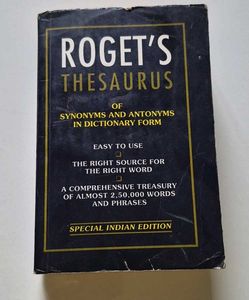 ROGET'S
THESAURUS
OF
SYNONYMS AND ANTONYMS
IN DICTIONARY FORM
EASY TO USE
THE RIGHT SOURCE FOR
THE RIGHT WORD
A COMPREHENSIVE TREASURY
OF ALMOST 2,50,000 WORDS
AND PHRASES
SPECIAL INDIAN EDITION